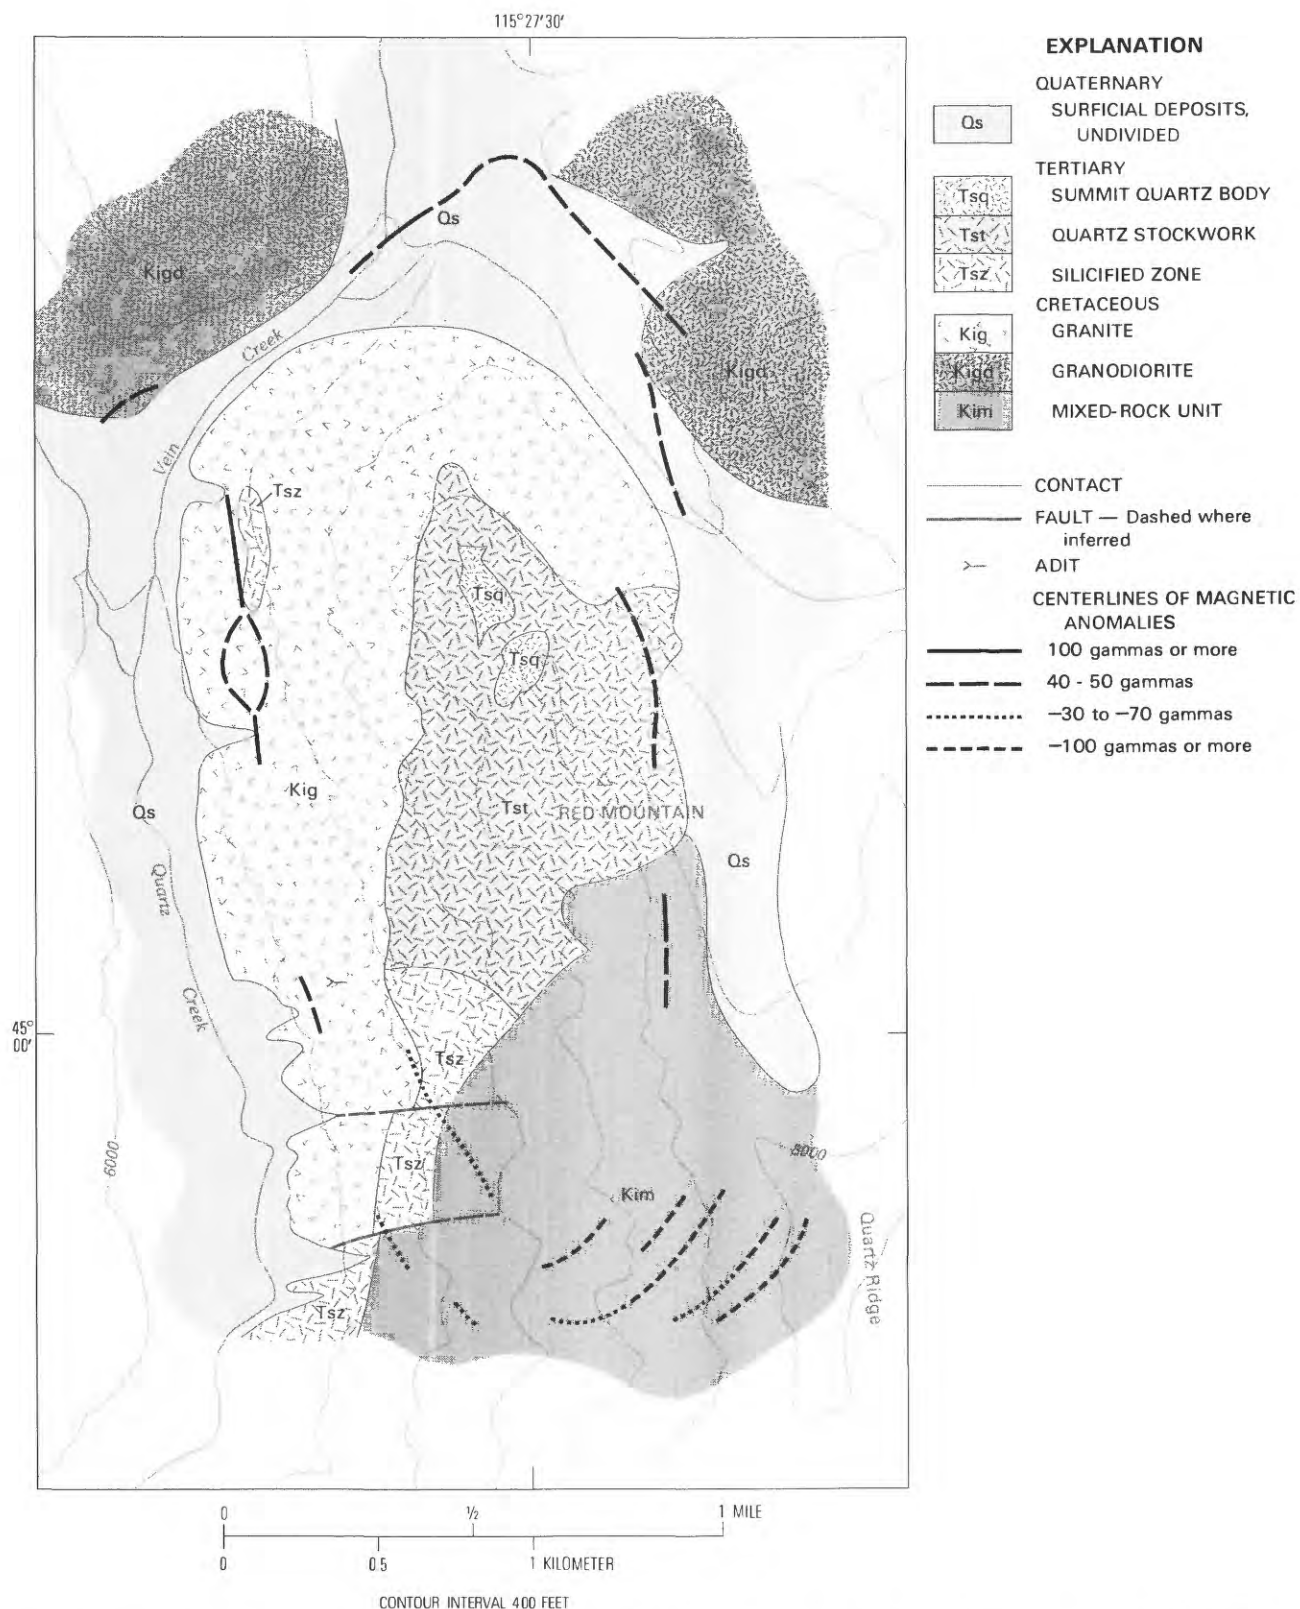 115°27'30"
EXPLANATION
QUATERNARY
Qs
SURFICIAL DEPOSITS,
UNDIVIDED
TERTIARY
Tsq
SUMMIT QUARTZ BODY
Tst
QUARTZ STOCKWORK
Tsz
SILICIFIED ZONE
CRETACEOUS
Kig
GRANITE
Kigd
GRANODIORITE
Kim
MIXED-ROCK UNIT
CONTACT
FAULT — Dashed where
inferred
ADIT
CENTERLINES OF MAGNETIC
ANOMALIES
100 gammas or more
40 - 50 gammas
−30 to −70 gammas
−100 gammas or more
Qs
Kigd
Creek
Kigd
Vein
Tsz
Tsq
Tsq
Kig
Tst
RED MOUNTAIN
Qs
Qs
Quartz
Creek
45°
00'
Tsz
6000
Tsz
8000
Kim
Quartz Ridge
Tsz
0
½
1 MILE
0
0.5
1 KILOMETER
CONTOUR INTERVAL 400 FEET